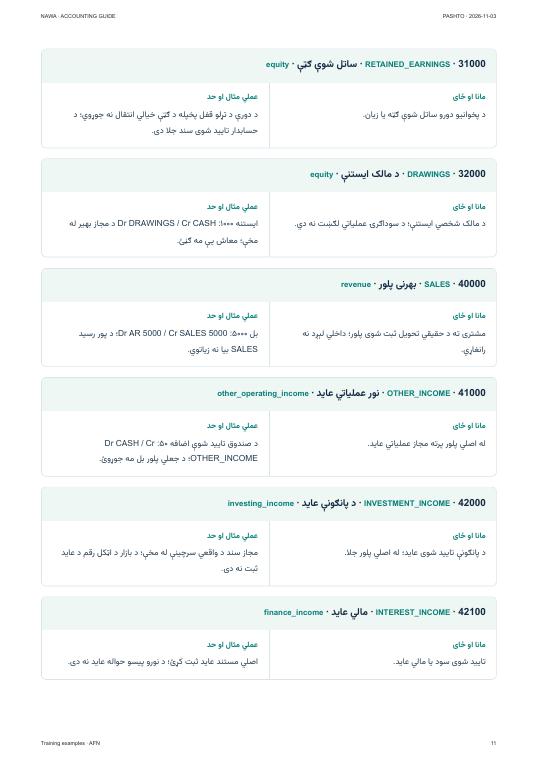 NAWA · ACCOUNTING GUIDE
PASHTO · 2026-11-03
31000 · RETAINED_EARNINGS · ساتل شوې ګټې · equity
مانا او ځای
د پخوانیو دورو ساتل شوې ګټه یا زیان.
عملي مثال او حد
د دورې د تړلو قفل پخپله د ګټې خیالي انتقال نه جوړوي؛ د
حسابدار تایید شوی سند جلا دی.
32000 · DRAWINGS · د مالک ایستنې · equity
مانا او ځای
د مالک شخصي ایستنې؛ د سوداګرۍ عملیاتي لګښت نه دي.
عملي مثال او حد
ایستنه ۱۰۰۰: Dr DRAWINGS / Cr CASH د مجاز بهیر له
مخې؛ معاش یې مه ګڼئ.
40000 · SALES · بهرنی پلور · revenue
مانا او ځای
مشتری ته د حقیقي تحویل ثبت شوی پلور؛ داخلي لېږد نه
رانغاړي.
عملي مثال او حد
بل ۵۰۰۰: Dr AR 5000 / Cr SALES 5000؛ د پور رسید
SALES بیا نه زیاتوي.
41000 · OTHER_INCOME · نور عملیاتي عاید · other_operating_income
مانا او ځای
له اصلي پلور پرته مجاز عملیاتي عاید.
عملي مثال او حد
د صندوق تایید شوې اضافه ۵۰: Dr CASH / Cr
OTHER_INCOME؛ د جعلي پلور بل مه جوړوئ.
42000 · INVESTMENT_INCOME · د پانګونې عاید · investing_income
مانا او ځای
د پانګونې تایید شوی عاید؛ له اصلي پلور جلا.
عملي مثال او حد
مجاز سند د واقعي سرچینې له مخې؛ د بازار د اټکل رقم د عاید
ثبت نه دی.
42100 · INTEREST_INCOME · مالي عاید · finance_income
مانا او ځای
تایید شوی سود یا مالي عاید.
عملي مثال او حد
اصلي مستند عاید ثبت کړئ؛ د نورو پیسو حواله عاید نه دی.
Training examples · AFN
11